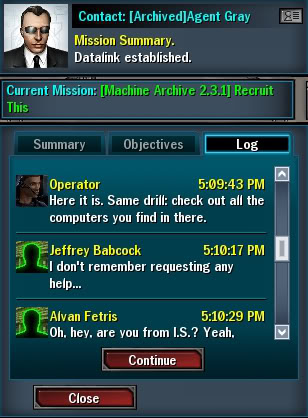 Contact: [Archived]Agent Gray
Mission Summary.
Datalink established.
Current Mission: [Machine Archive 2.3.1] Recruit
This
Summary
Objectives
Log
Operator 5:09:43 PM
Here it is. Same drill: check out all the
computers you find in there.
Jeffrey Babcock 5:10:17 PM
I don't remember requesting any
help...
Alvan Fetris 5:10:29 PM
Oh, hey, are you from I.S.? Yeah,
Continue
Close